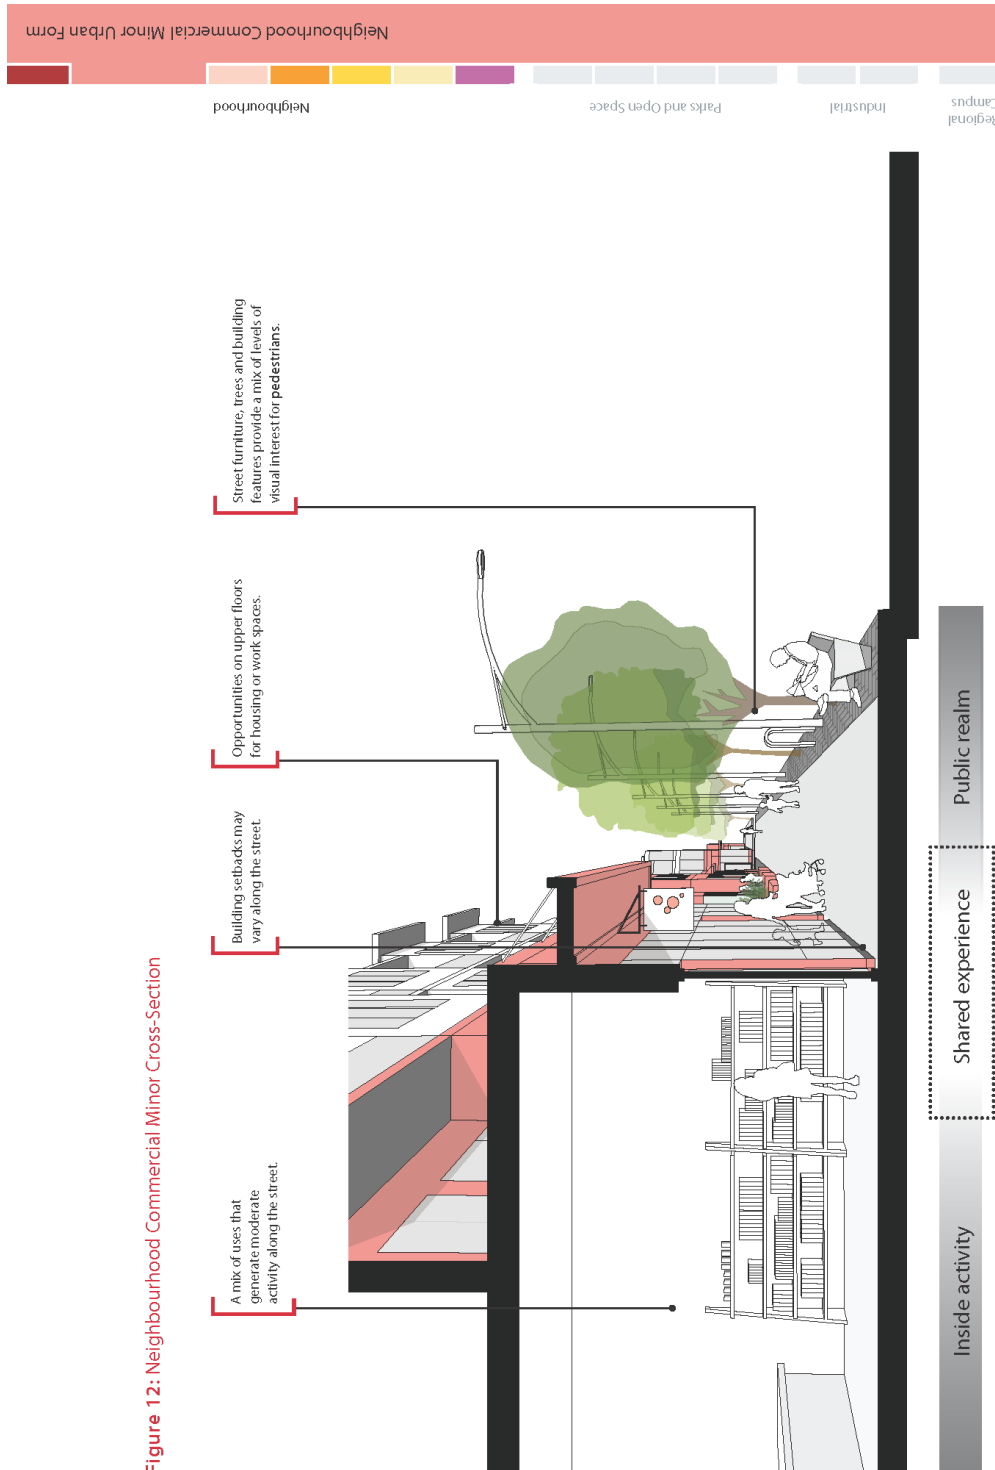 Neighbourhood Commercial Minor Urban Form
Neighbourhood
Parks and Open Space
Industrial
Regional
Campus
Figure 12: Neighbourhood Commercial Minor Cross-Section
A mix of uses that
generate moderate
activity along the street.
Building setbacks may
vary along the street.
Opportunities on upper floors
for housing or work spaces.
Street furniture, trees and building
features provide a mix of levels of
visual interest for pedestrians.
Inside activity
Shared experience
Public realm